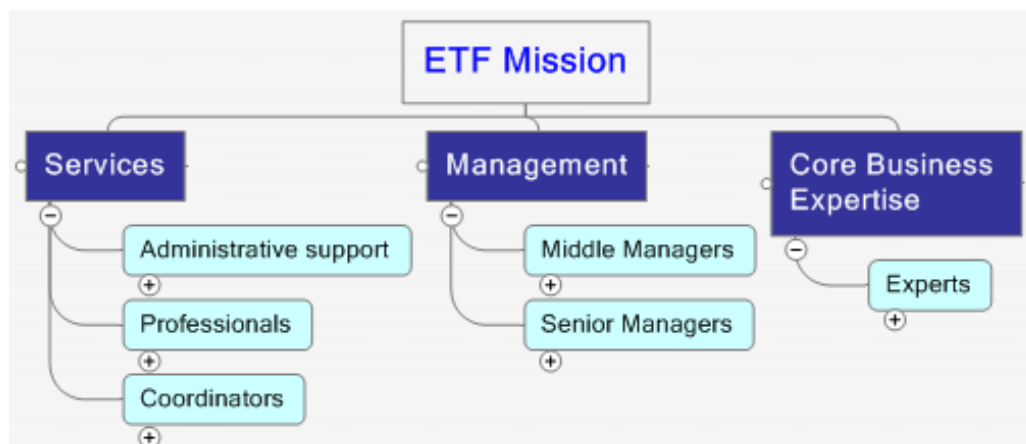 ETF Mission
Services
Management
Core Business
Expertise
Administrative support
Professionals
Coordinators
Middle Managers
Senior Managers
Experts